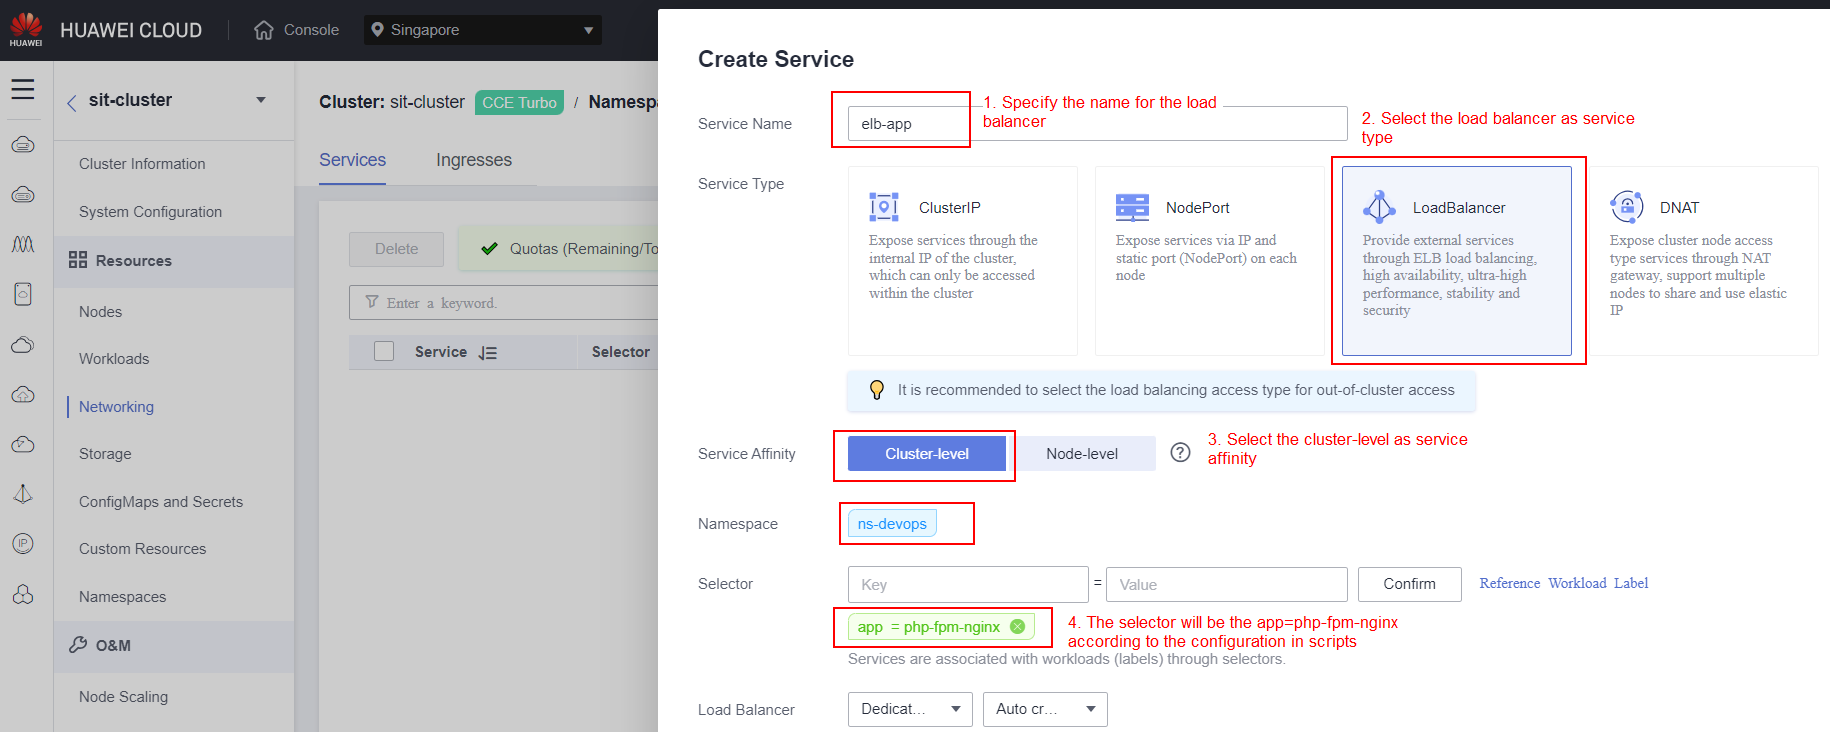 HUAWEI
HUAWEI CLOUD
Console
Singapore
sit-cluster
Cluster Information
System Configuration
Resources
Nodes
Workloads
Networking
Storage
ConfigMaps and Secrets
Custom Resources
Namespaces
O&M
Node Scaling
Cluster: sit-cluster CCE Turbo / Namesp
Services Ingresses
Delete
Quotas (Remaining/To
Enter a keyword.
Service Selector
Create Service
Service Name
elb-app
1. Specify the name for the load
balancer
2. Select the load balancer as service
type
Service Type
ClusterIP
Expose services through the
internal IP of the cluster,
which can only be accessed
within the cluster
NodePort
Expose services via IP and
static port (NodePort) on each
node
LoadBalancer
Provide external services
through ELB load balancing,
high availability, ultra-high
performance, stability and
security
DNAT
Expose cluster node access
type services through NAT
gateway, support multiple
nodes to share and use elastic
IP
It is recommended to select the load balancing access type for out-of-cluster access
Service Affinity
Cluster-level
Node-level
?
3. Select the cluster-level as service
affinity
Namespace
ns-devops
Selector
Key = Value Confirm Reference Workload Label
app = php-fpm-nginx
4. The selector will be the app=php-fpm-nginx
according to the configuration in scripts
Services are associated with workloads (labels) through selectors.
Load Balancer
Dedicat... Auto cr...
IP